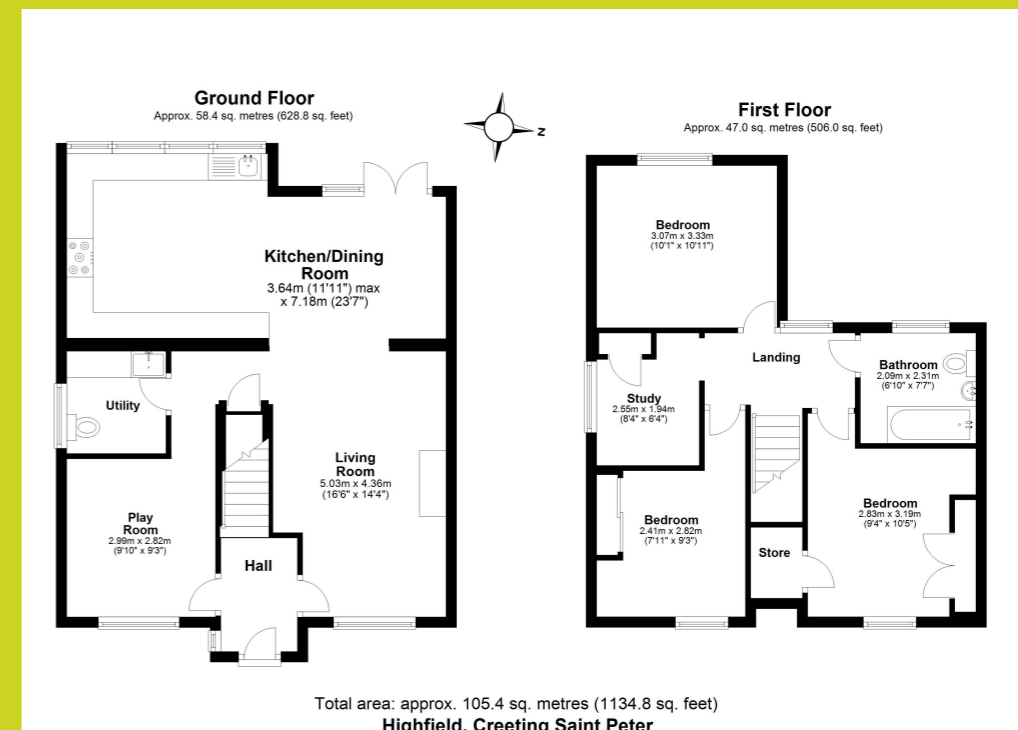 Ground Floor
Approx. 58.4 sq. metres (628.8 sq. feet)
Kitchen/Dining
Room
3.64m (11'11") max
x 7.18m (23'7")
Utility
Living
Room
5.03m x 4.36m
(16'6" x 14'4")
Play
Room
2.99m x 2.82m
(9'10" x 9'3")
Hall
N
First Floor
Approx. 47.0 sq. metres (506.0 sq. feet)
Bedroom
3.07m x 3.33m
(10'1" x 10'11")
Landing
Bathroom
2.09m x 2.31m
(6'10" x 7'7")
Study
2.55m x 1.94m
(8'4" x 6'4")
Bedroom
2.41m x 2.82m
(7'11" x 9'3")
Bedroom
2.83m x 3.19m
(9'4" x 10'5")
Store
Total area: approx. 105.4 sq. metres (1134.8 sq. feet)
Highfield, Creeting Saint Peter